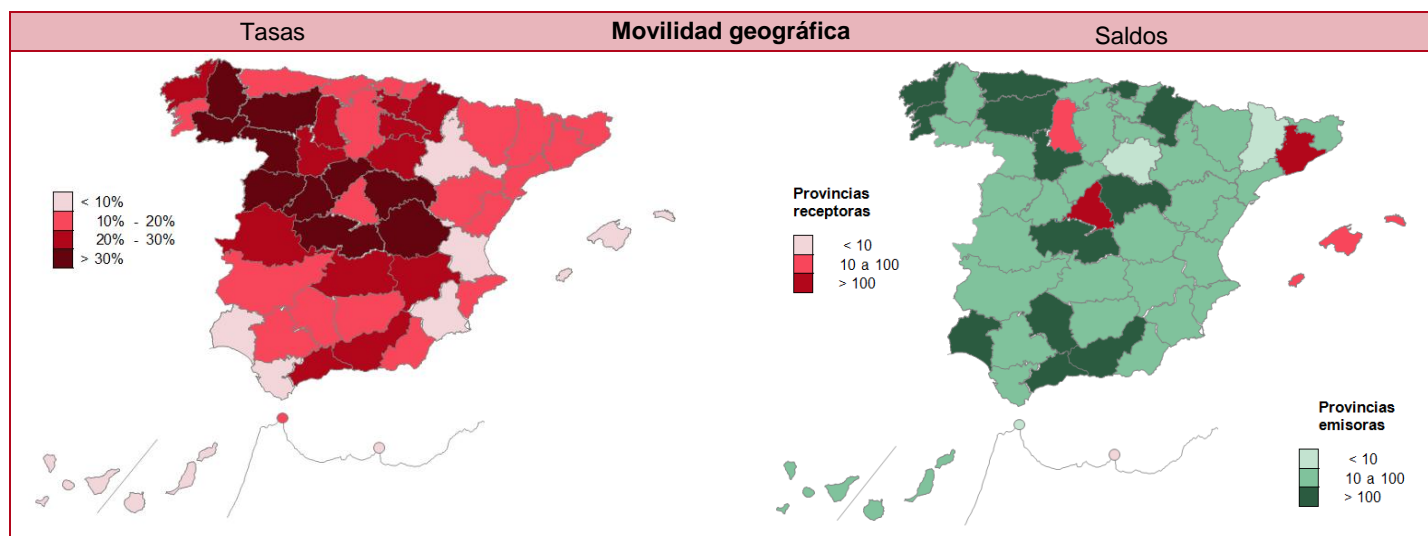 Tasas
Movilidad geográfica
Saldos
< 10%
10% - 20%
20% - 30%
> 30%
Provincias
receptoras
< 10
10 a 100
> 100
Provincias
emisoras
< 10
10 a 100
> 100